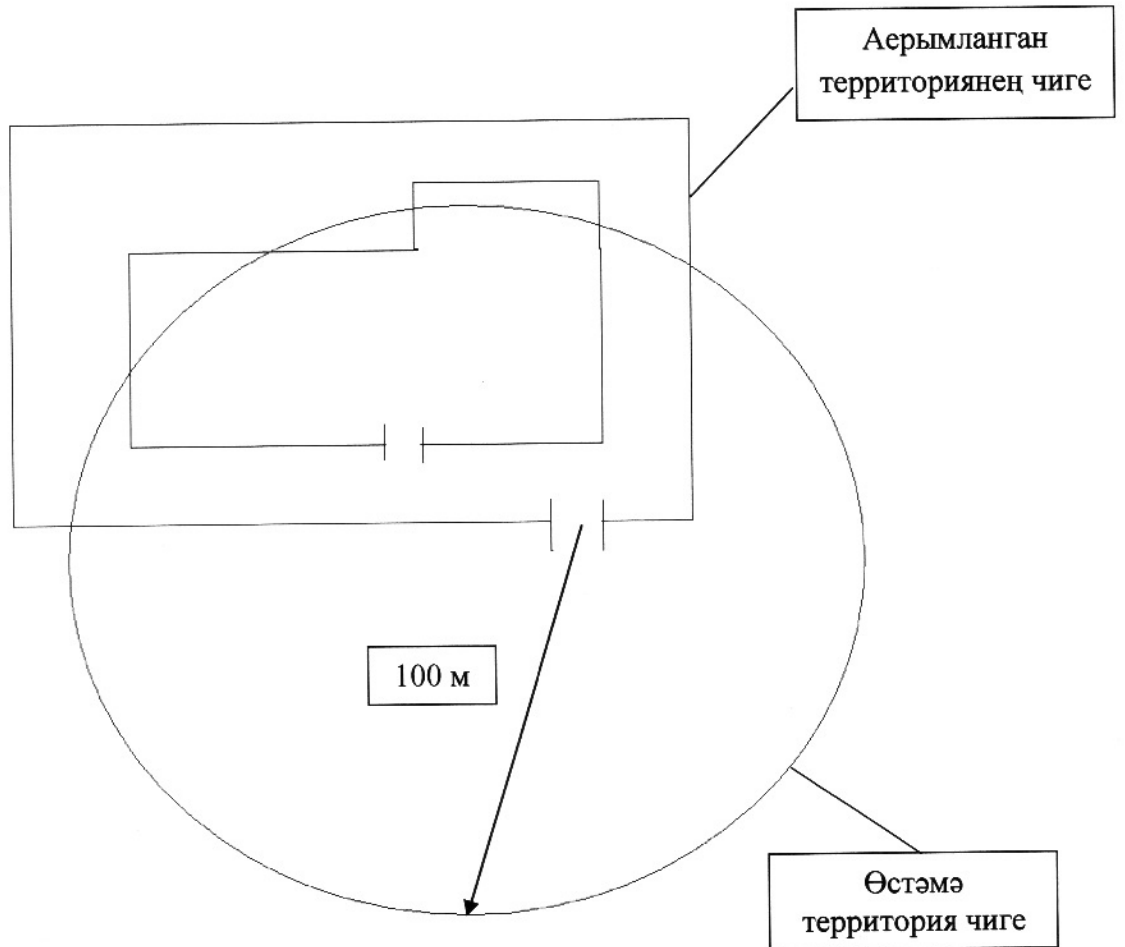 Аерымланган
территориянең чиге
100 м
Өстәмә
территория чиге